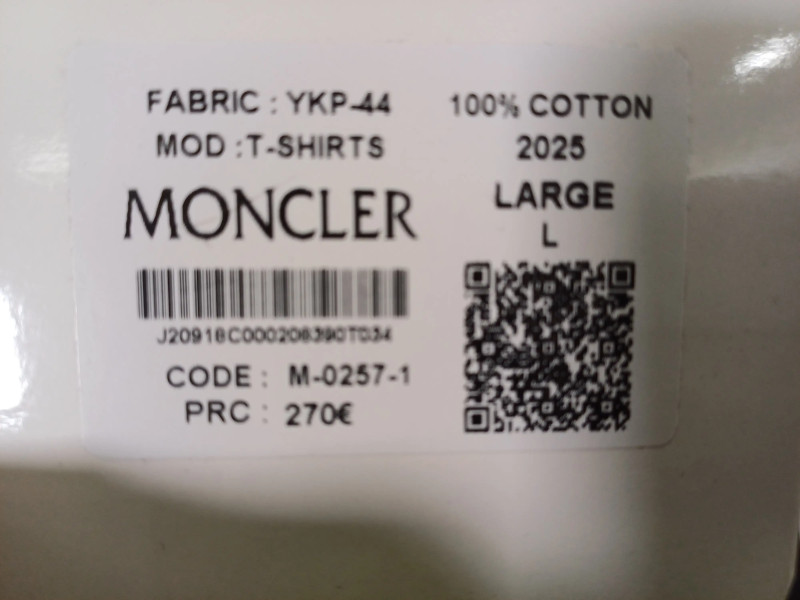 FABRIC : YKP-44
MOD :T-SHIRTS
MONCLER
J20918C000208390T034
CODE : M-0257-1
PRC : 270€
100% COTTON
2025
LARGE
L